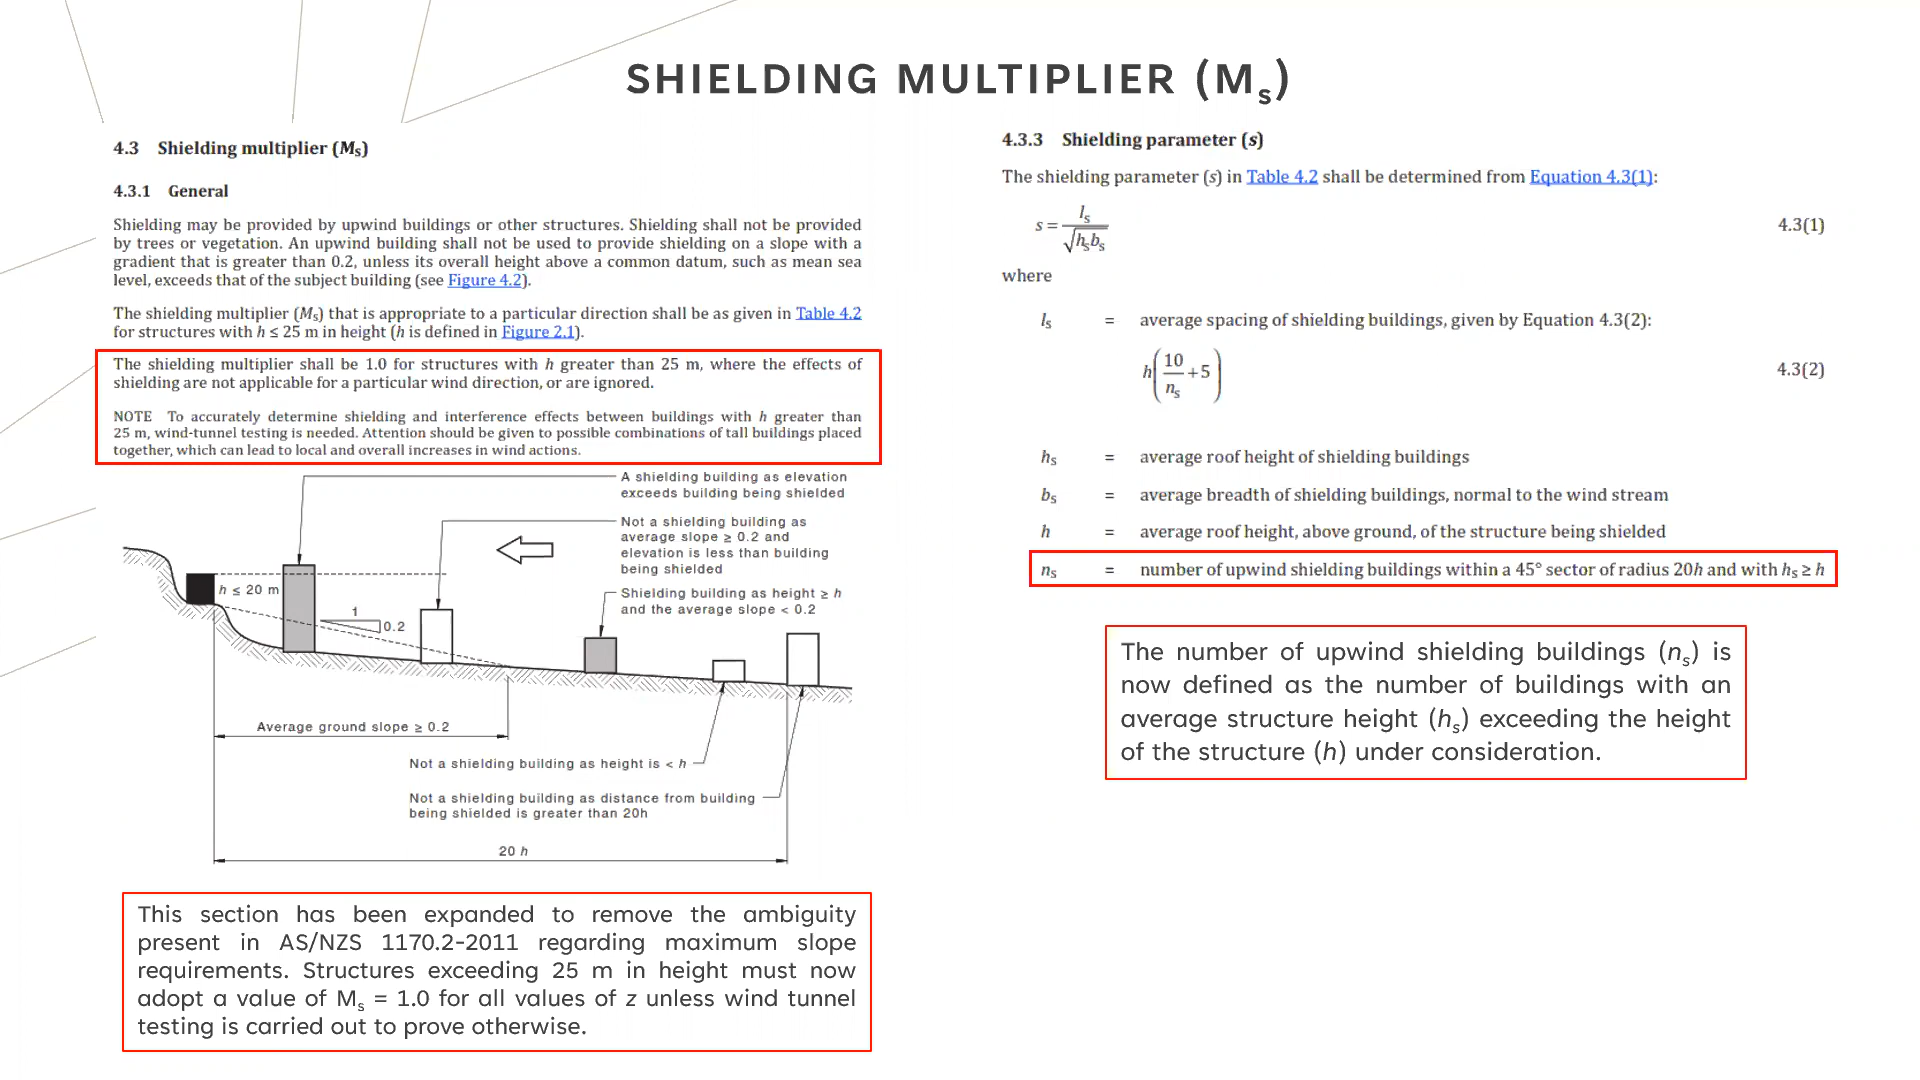 SHIELDING MULTIPLIER (Ms)
4.3 Shielding multiplier (Ms)
4.3.1 General
Shielding may be provided by upwind buildings or other structures. Shielding shall not be provided
by trees or vegetation. An upwind building shall not be used to provide shielding on a slope with a
gradient that is greater than 0.2, unless its overall height above a common datum, such as mean sea
level, exceeds that of the subject building (see Figure 4.2).
The shielding multiplier (Ms) that is appropriate to a particular direction shall be as given in Table 4.2
for structures with h ≤ 25 m in height (h is defined in Figure 2.1).
The shielding multiplier shall be 1.0 for structures with h greater than 25 m, where the effects of
shielding are not applicable for a particular wind direction, or are ignored.
NOTE To accurately determine shielding and interference effects between buildings with h greater than
25 m, wind-tunnel testing is needed. Attention should be given to possible combinations of tall buildings placed
together, which can lead to local and overall increases in wind actions.
A shielding building as elevation
exceeds building being shielded
Not a shielding building as
average slope ≥ 0.2 and
elevation is less than building
being shielded
Shielding building as height ≥ h
and the average slope < 0.2
h ≤ 20 m
1
0.2
Average ground slope ≥ 0.2
Not a shielding building as height is < h
Not a shielding building as distance from building
being shielded is greater than 20h
20 h
This section has been expanded to remove the ambiguity
present in AS/NZS 1170.2-2011 regarding maximum slope
requirements. Structures exceeding 25 m in height must now
adopt a value of Ms = 1.0 for all values of z unless wind tunnel
testing is carried out to prove otherwise.
4.3.3 Shielding parameter (s)
The shielding parameter (s) in Table 4.2 shall be determined from Equation 4.3(1):
s = ls / √(hs bs) 4.3(1)
where
ls = average spacing of shielding buildings, given by Equation 4.3(2):
h(10/ns + 5) 4.3(2)
hs = average roof height of shielding buildings
bs = average breadth of shielding buildings, normal to the wind stream
h = average roof height, above ground, of the structure being shielded
ns = number of upwind shielding buildings within a 45° sector of radius 20h and with hs ≥ h
The number of upwind shielding buildings (ns) is
now defined as the number of buildings with an
average structure height (hs) exceeding the height
of the structure (h) under consideration.